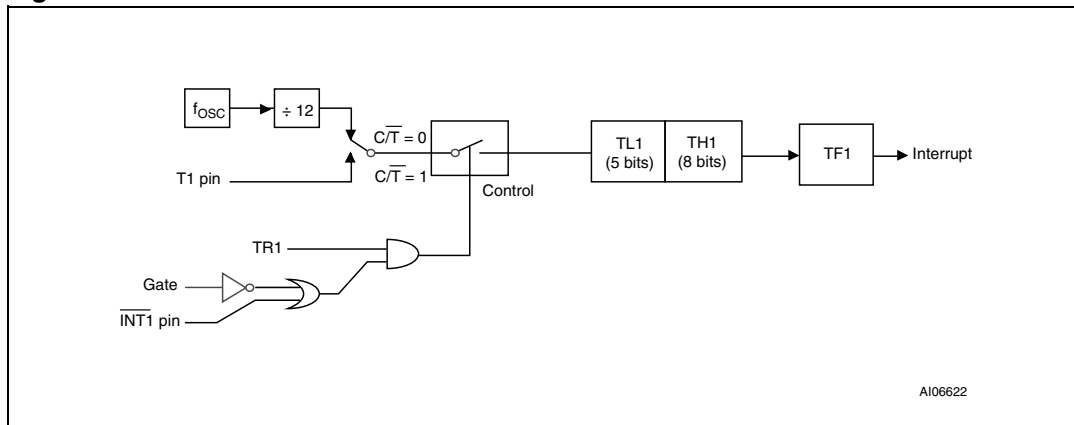 fOSC
÷ 12
C/T̅ = 0
T1 pin
C/T̅ = 1
Control
TL1
(5 bits)
TH1
(8 bits)
TF1
Interrupt
TR1
Gate
I̅N̅T̅1̅ pin
AI06622